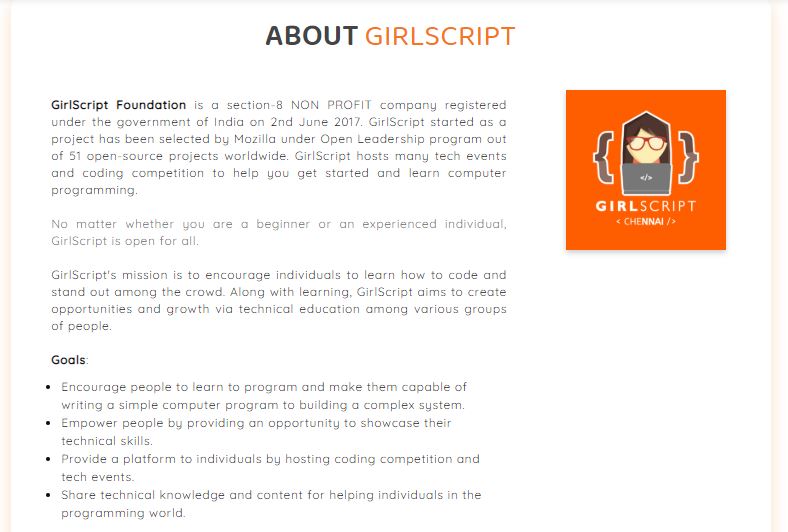 ABOUT GIRLSCRIPT
GirlScript Foundation is a section-8 NON PROFIT company registered
under the government of India on 2nd June 2017. GirlScript started as a
project has been selected by Mozilla under Open Leadership program out
of 51 open-source projects worldwide. GirlScript hosts many tech events
and coding competition to help you get started and learn computer
programming.
No matter whether you are a beginner or an experienced individual,
GirlScript is open for all.
GirlScript's mission is to encourage individuals to learn how to code and
stand out among the crowd. Along with learning, GirlScript aims to create
opportunities and growth via technical education among various groups
of people.
Goals:
Encourage people to learn to program and make them capable of
writing a simple computer program to building a complex system.
Empower people by providing an opportunity to showcase their
technical skills.
Provide a platform to individuals by hosting coding competition and
tech events.
Share technical knowledge and content for helping individuals in the
programming world.
{ }
</>
GIRLSCRIPT
< CHENNAI />